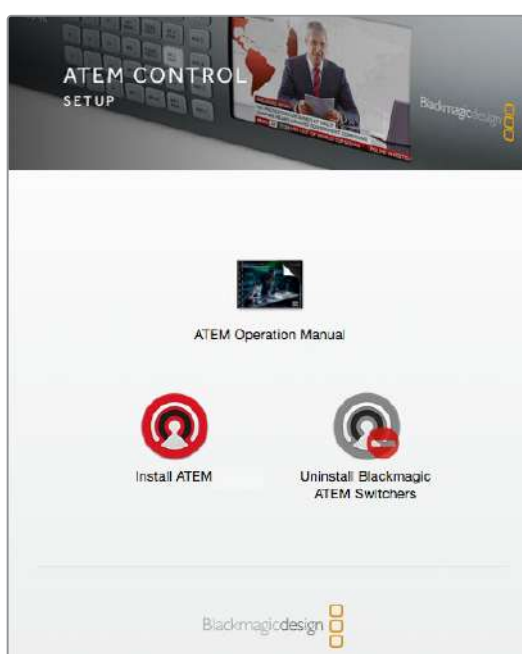 ATEM CONTROL
SETUP
Blackmagicdesign
ATEM Operation Manual
Install ATEM
Uninstall Blackmagic
ATEM Switchers
Blackmagicdesign